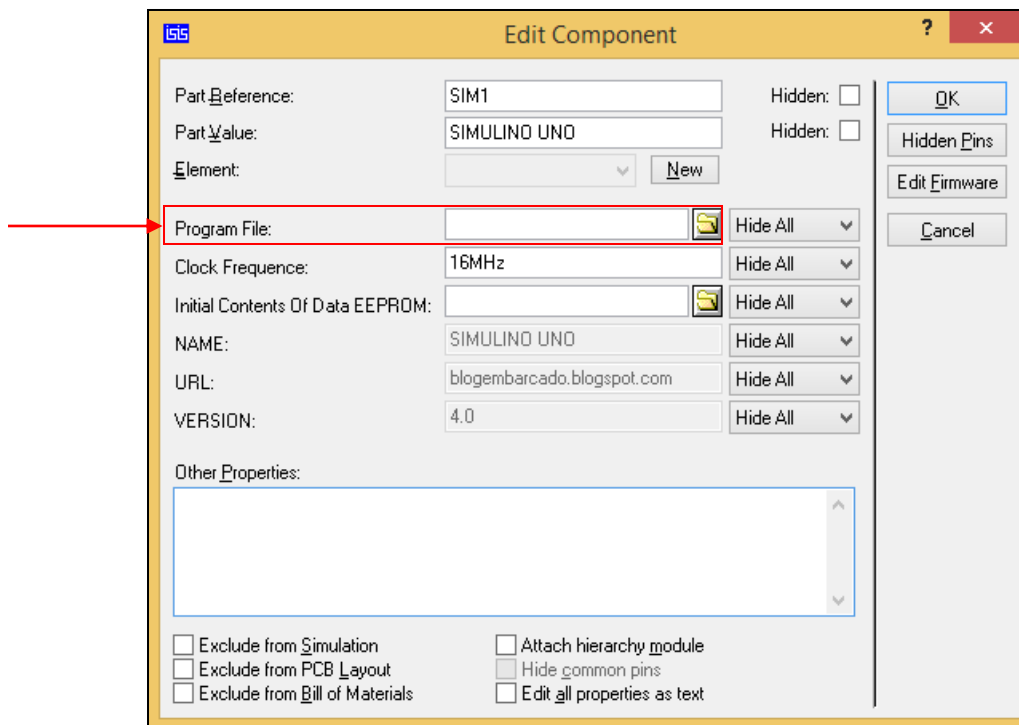 isis Edit Component ?
Part Reference: SIM1 Hidden:
Part Value: SIMULINO UNO Hidden:
Element: New
Program File: Hide All
Clock Frequence: 16MHz Hide All
Initial Contents Of Data EEPROM: Hide All
NAME: SIMULINO UNO Hide All
URL: blogembarcado.blogspot.com Hide All
VERSION: 4.0 Hide All
Other Properties:
Exclude from Simulation Attach hierarchy module
Exclude from PCB Layout Hide common pins
Exclude from Bill of Materials Edit all properties as text
OK
Hidden Pins
Edit Firmware
Cancel